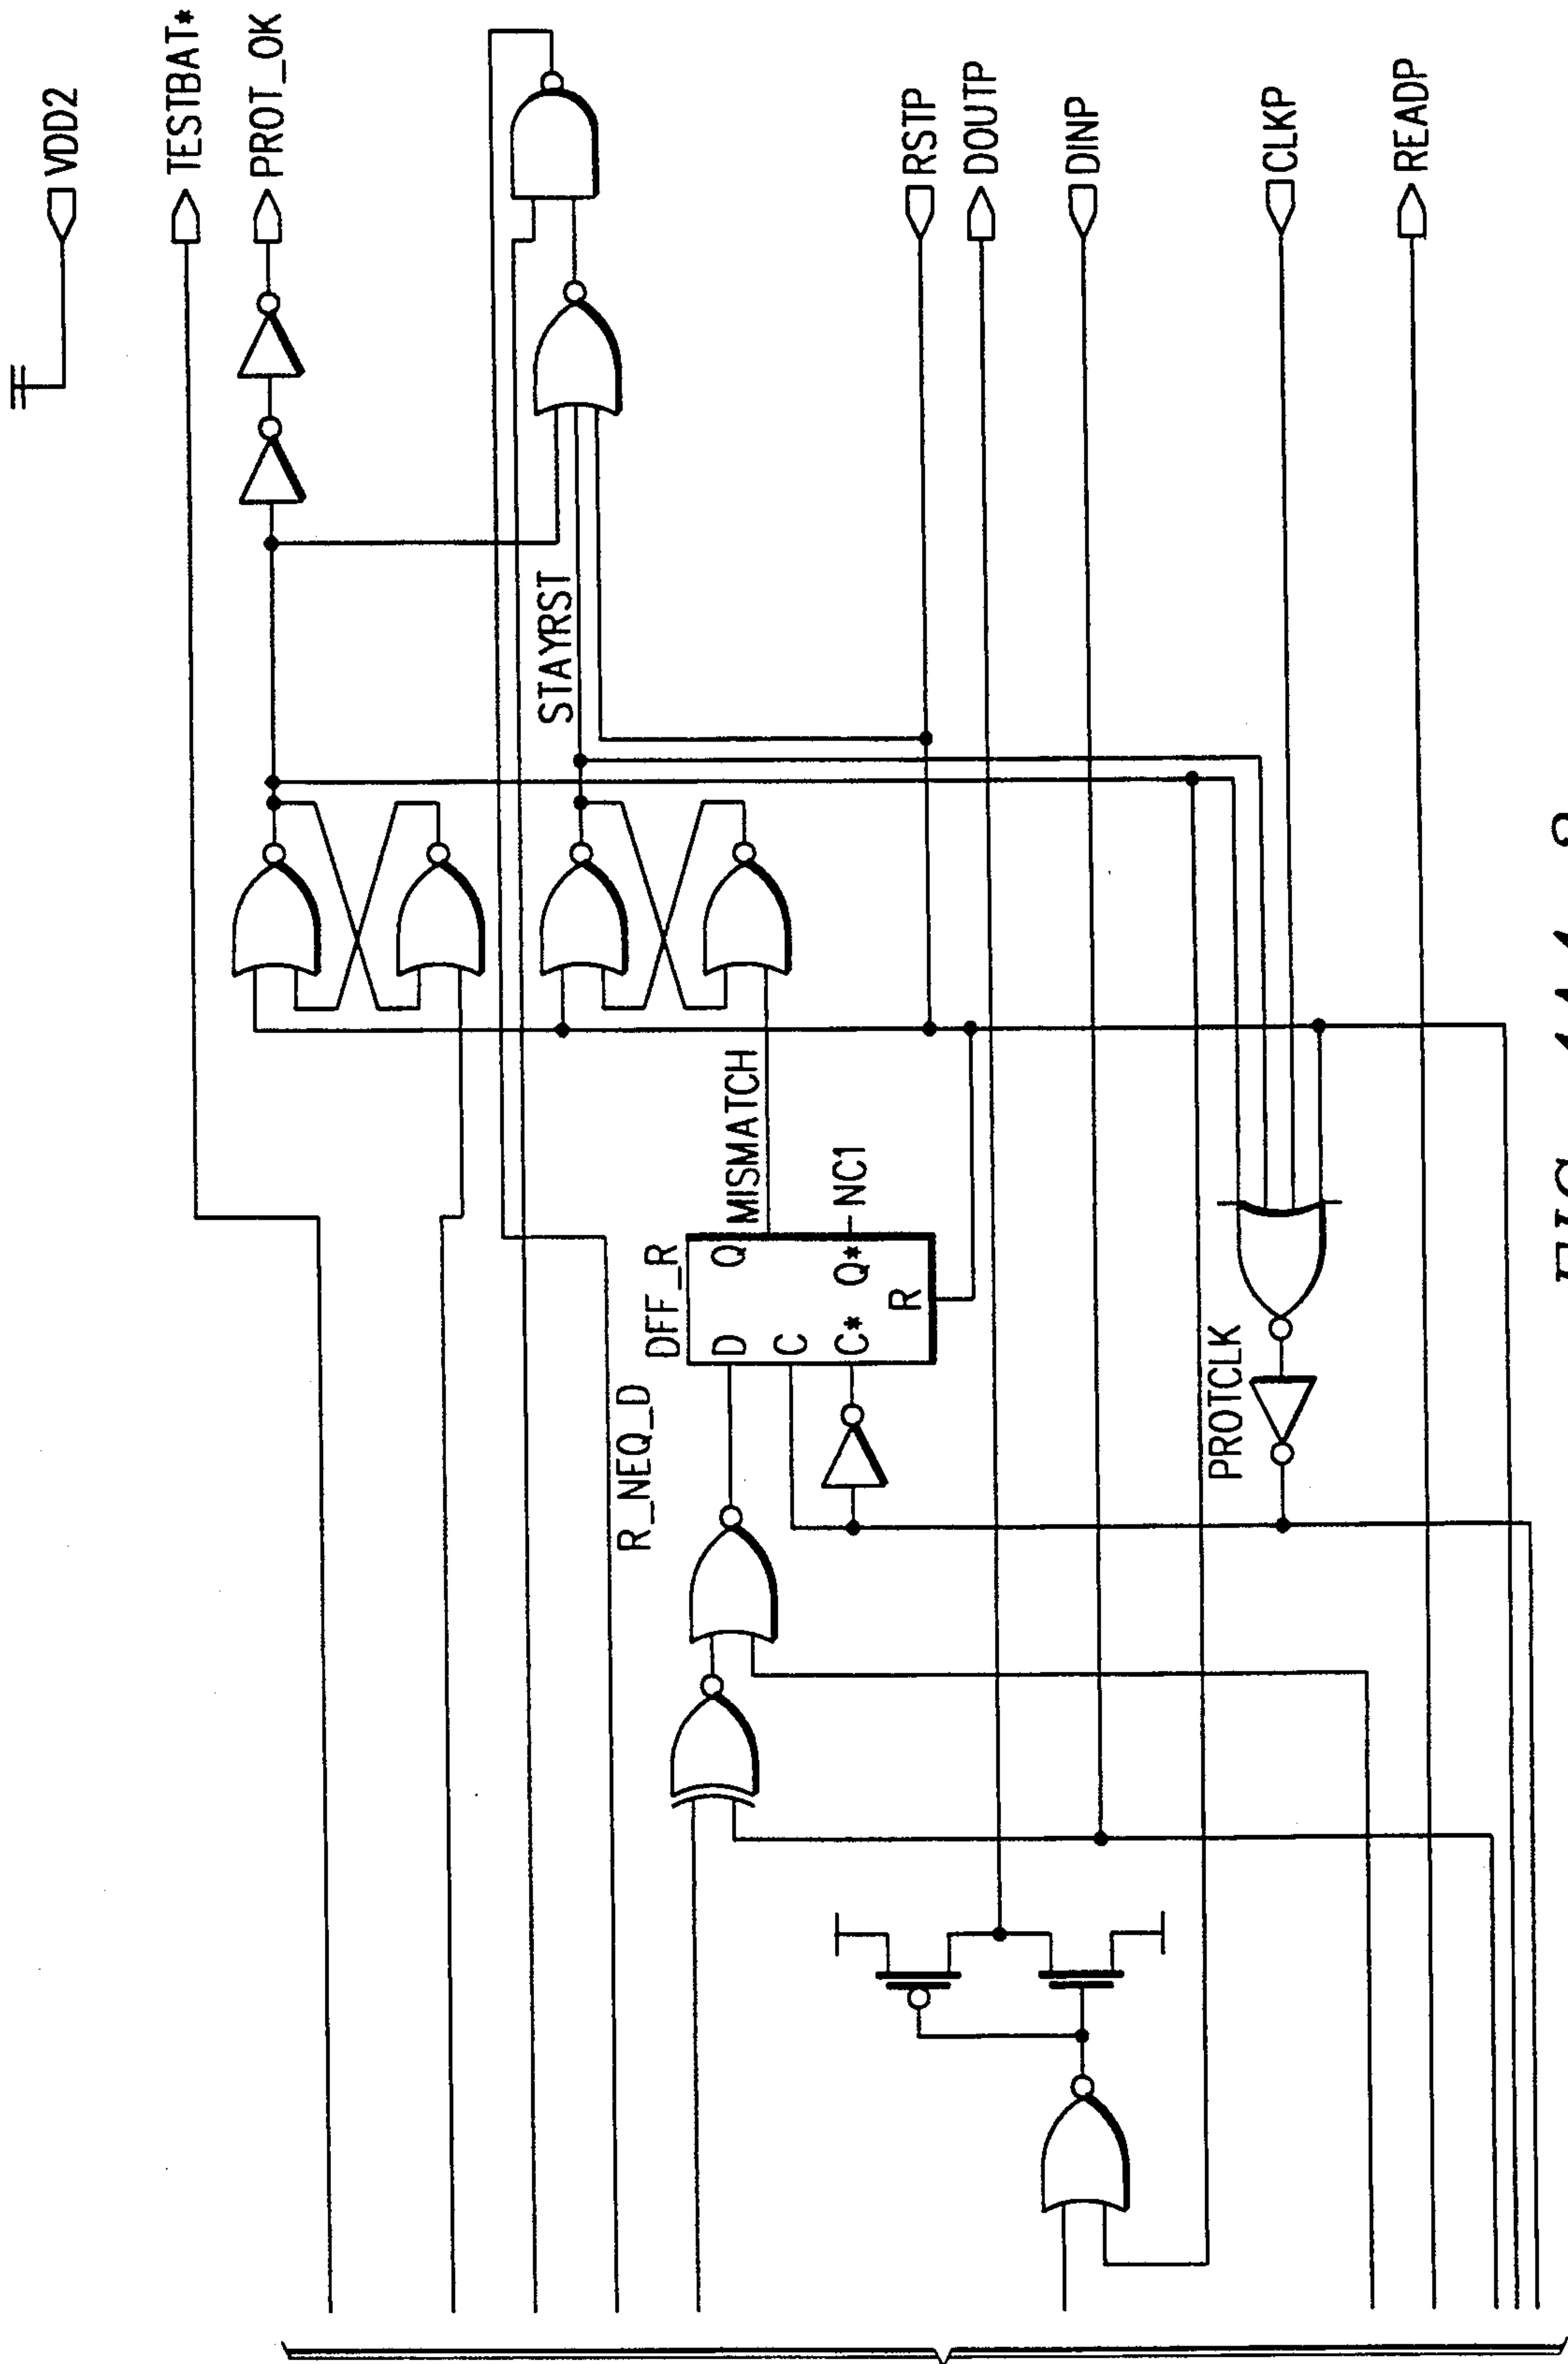 VDD2
TESTBAT*
PROT_OK
STAYRST
RSTP
DOUTP
DINP
CLKP
READP
MISMATCH
DFF_R
D
Q
C
C*
Q*
NC1
R
R_NEQ_D
PROTCLK